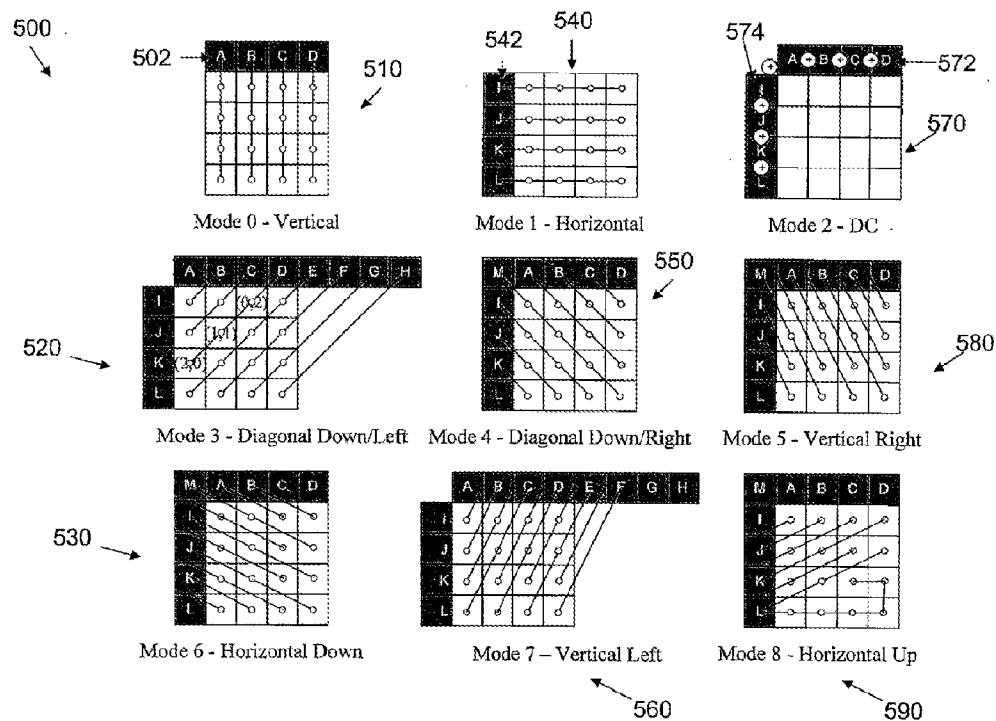 500
502
A B C D
510
540
542
I
J
K
L
574
A B C D
572
I
J
K
L
570
Mode 0 - Vertical
Mode 1 - Horizontal
Mode 2 - DC
520
A B C D E F G H
I (0,2)
J (1,1)
K (2,0)
L
M A B C D
I
J
K
L
550
M A B C D
I
J
K
L
580
Mode 3 - Diagonal Down/Left
Mode 4 - Diagonal Down/Right
Mode 5 - Vertical Right
530
M A B C D
I
J
K
I
A B C D E F G H
I
J
K
L
M A B C D
I
J
K
L
Mode 6 - Horizontal Down
Mode 7 – Vertical Left
Mode 8 - Horizontal Up
560
590